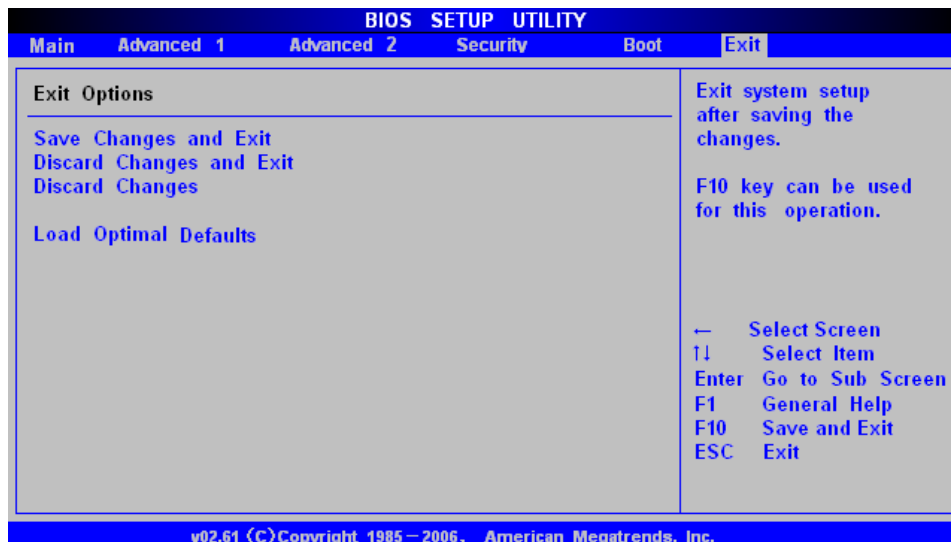 BIOS SETUP UTILITY
Main Advanced 1 Advanced 2 Security Boot Exit
Exit Options
Save Changes and Exit
Discard Changes and Exit
Discard Changes
Load Optimal Defaults
Exit system setup
after saving the
changes.
F10 key can be used
for this operation.
← Select Screen
↑↓ Select Item
Enter Go to Sub Screen
F1 General Help
F10 Save and Exit
ESC Exit
v02.61 (C)Copyright 1985-2006, American Megatrends, Inc.